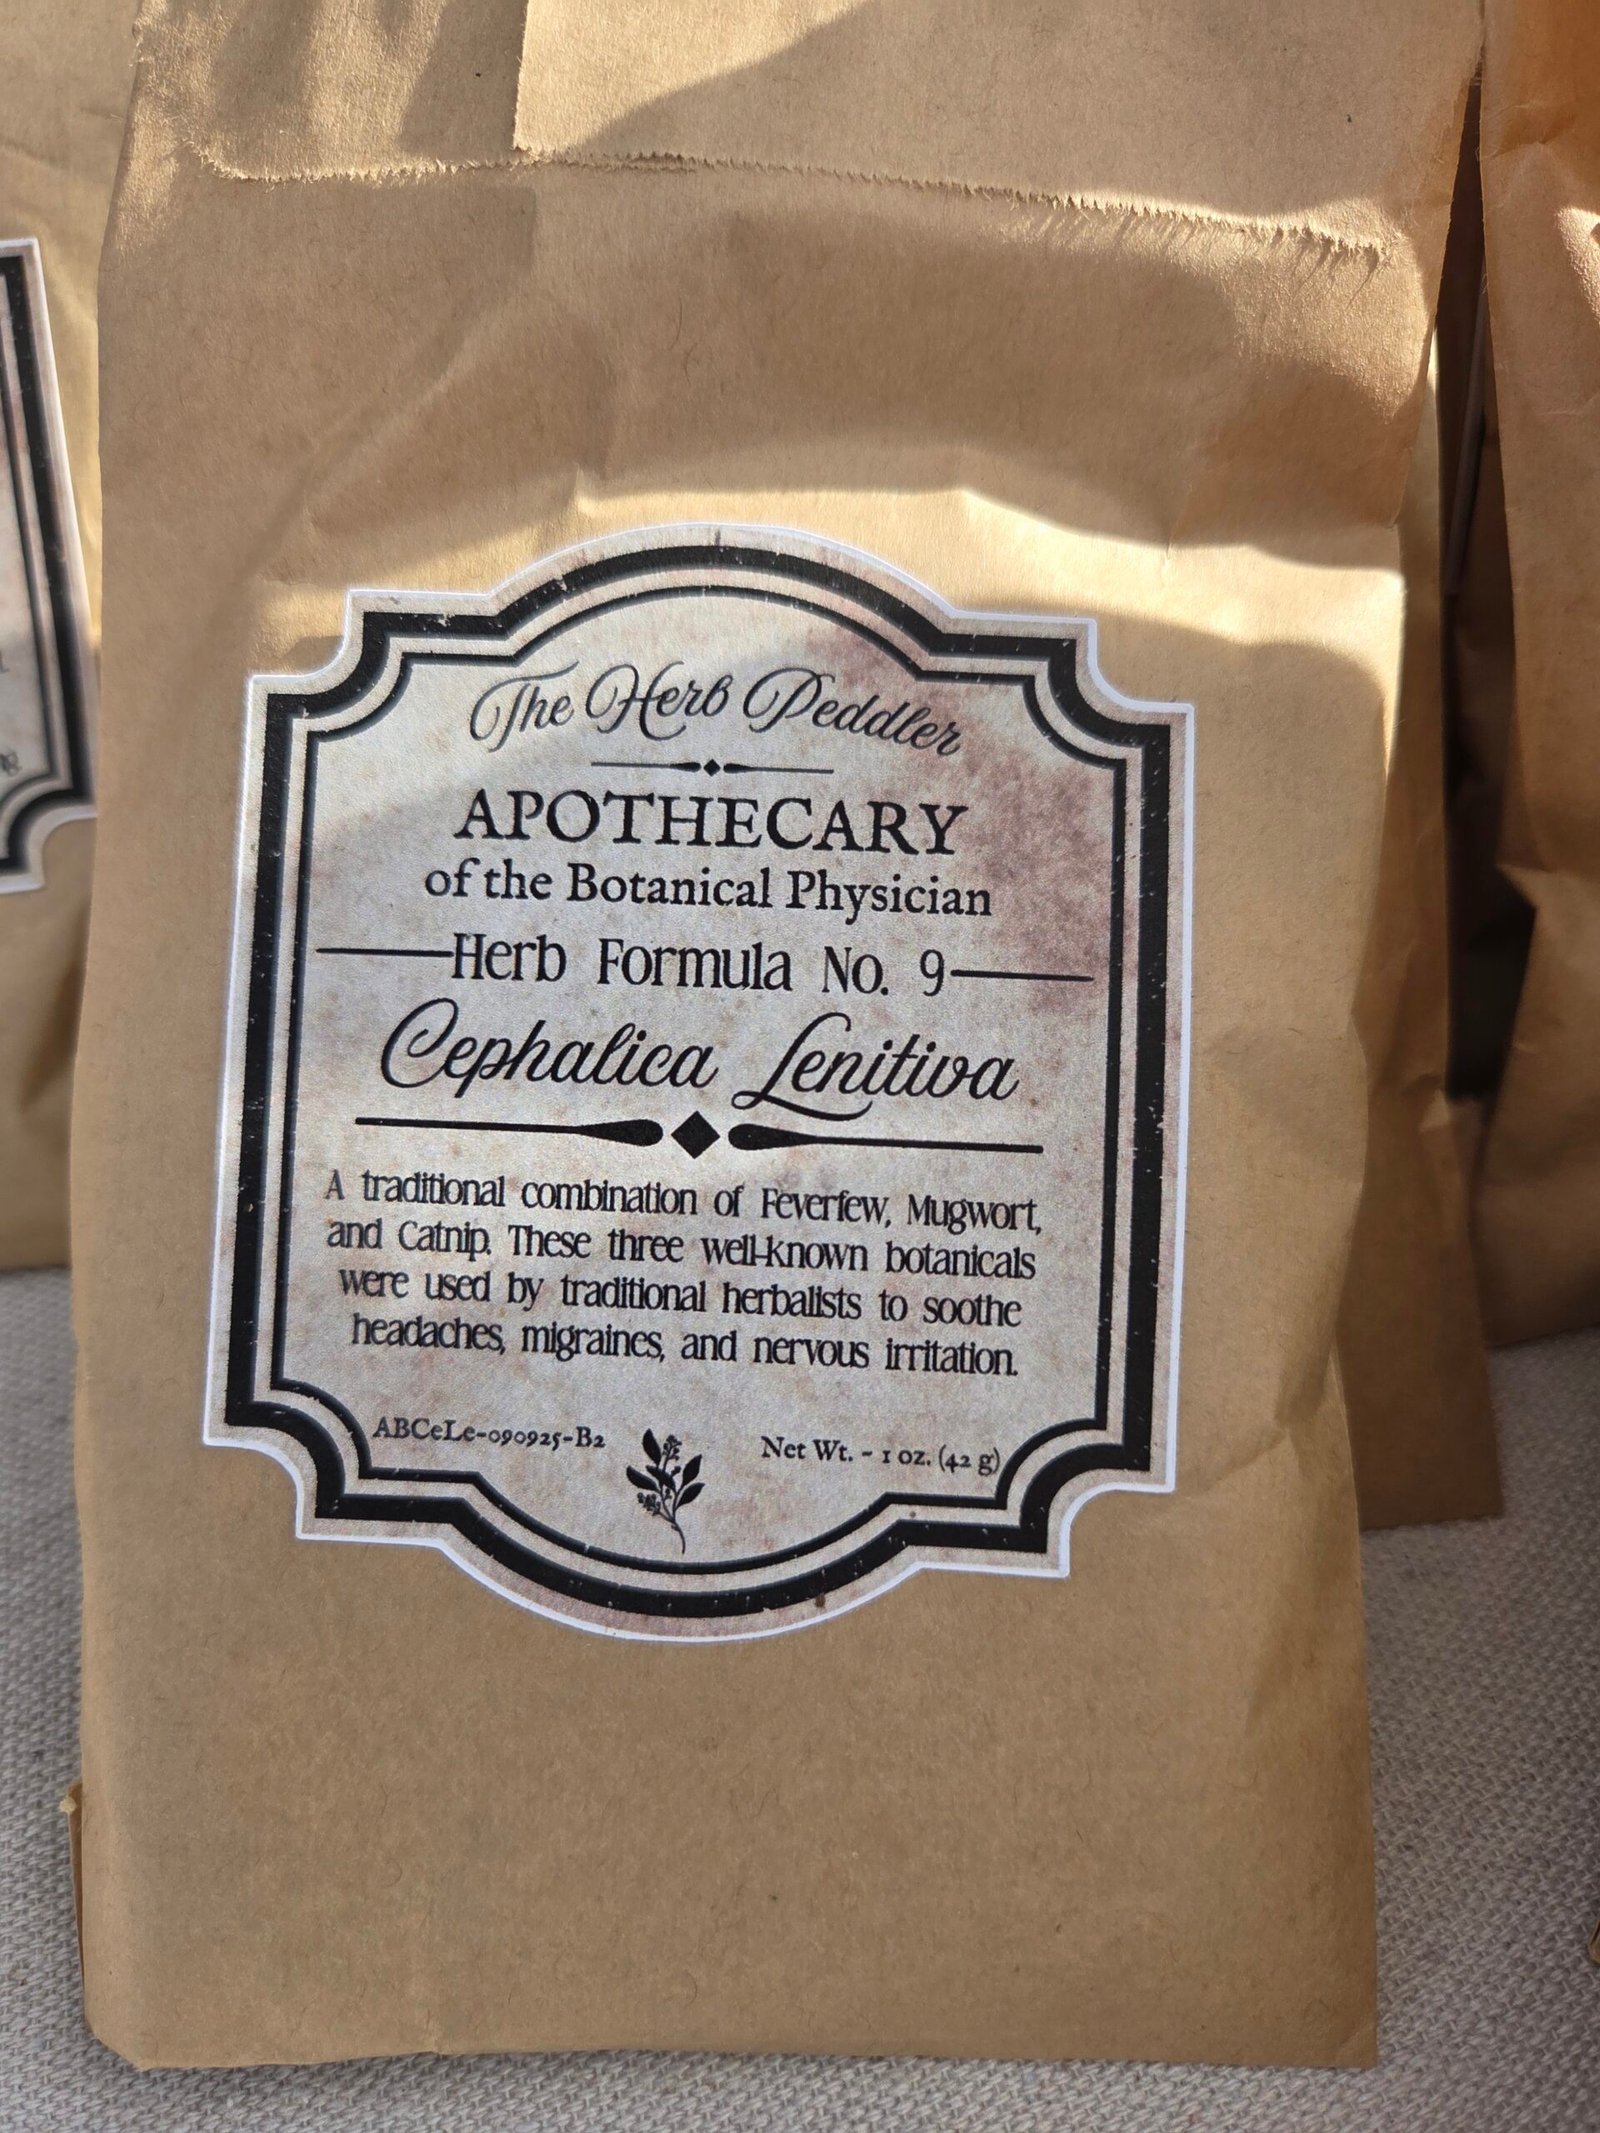 The Herb Peddler
APOTHECARY
of the Botanical Physician
Herb Formula No. 9
Cephalica Lenitiva
A traditional combination of Feverfew, Mugwort,
and Catnip. These three well-known botanicals
were used by traditional herbalists to soothe
headaches, migraines, and nervous irritation.
ABCeLe-090925-B2
Net Wt. - 1 oz. (42 g)